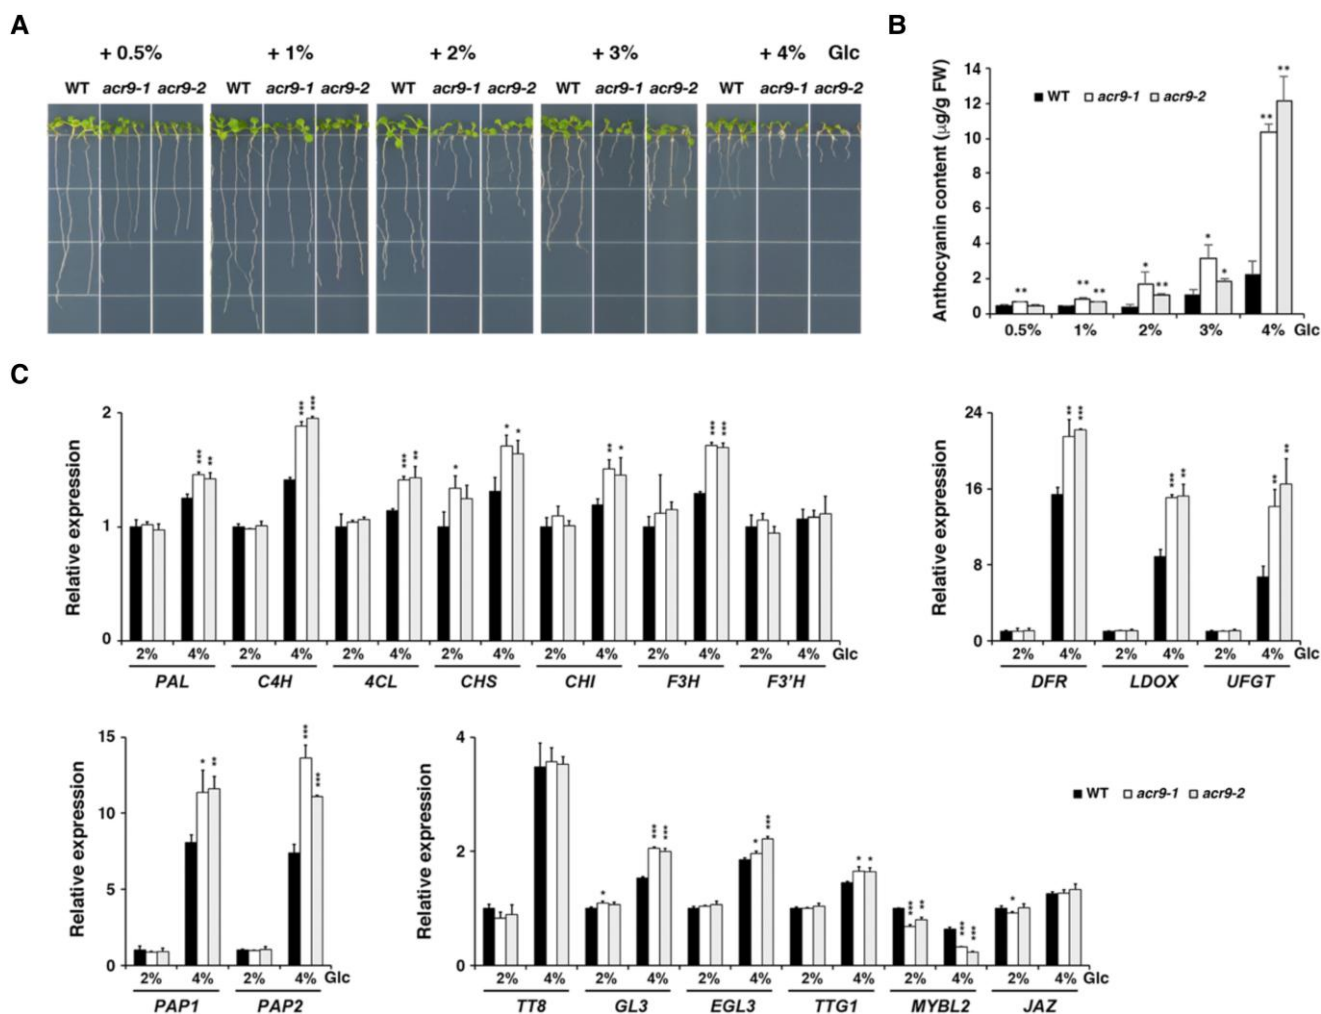 A
+ 0.5% + 1% + 2% + 3% + 4% Glc
WT acr9-1 acr9-2 WT acr9-1 acr9-2 WT acr9-1 acr9-2 WT acr9-1 acr9-2 WT acr9-1 acr9-2
B
Anthocyanin content (µg/g FW)
14
12
10
8
6
4
2
0
WT acr9-1 acr9-2
** ** ** * ** * * ** **
0.5% 1% 2% 3% 4% Glc
C
Relative expression
2
1
0
*** ** *** *** *** ** * * * ** * *** ***
2% 4% 2% 4% 2% 4% 2% 4% 2% 4% 2% 4% 2% 4% Glc
PAL C4H 4CL CHS CHI F3H F3'H
Relative expression
24
16
8
0
** *** *** ** ** **
2% 4% 2% 4% 2% 4% Glc
DFR LDOX UFGT
Relative expression
15
10
5
0
* ** *** ***
2% 4% 2% 4% Glc
PAP1 PAP2
Relative expression
4
2
0
* *** *** * *** * * *** ** *** *** *
2% 4% 2% 4% 2% 4% 2% 4% 2% 4% 2% 4% Glc
TT8 GL3 EGL3 TTG1 MYBL2 JAZ
WT acr9-1 acr9-2